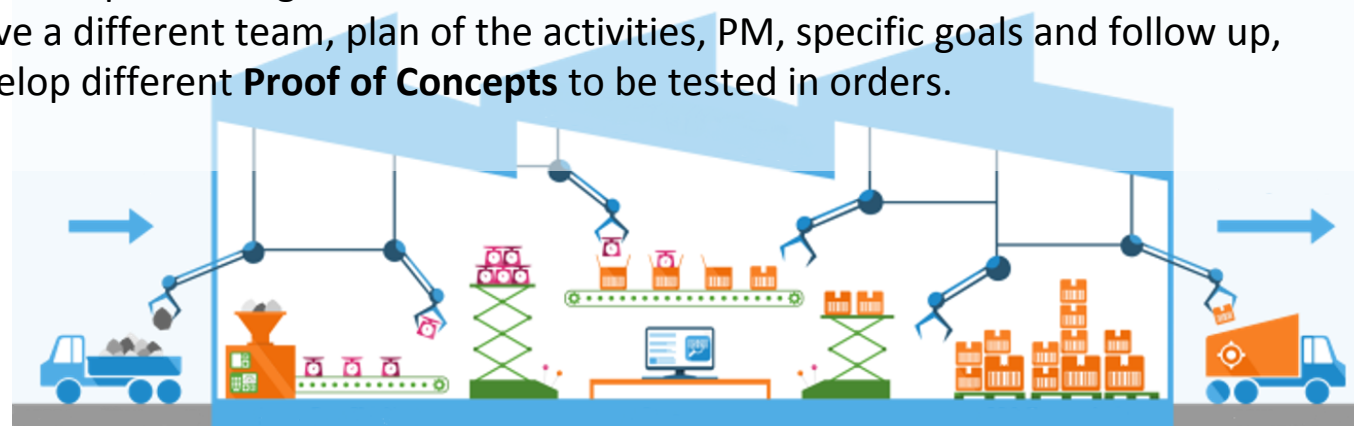 ve a different team, plan of the activities, PM, specific goals and follow up,
elop different Proof of Concepts to be tested in orders.